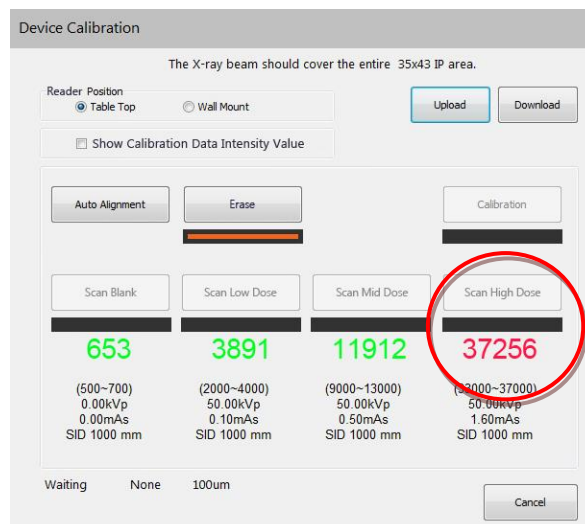 Device Calibration
The X-ray beam should cover the entire 35x43 IP area.
Reader Position
Table Top Wall Mount Upload Download
Show Calibration Data Intensity Value
Auto Alignment Erase Calibration
Scan Blank Scan Low Dose Scan Mid Dose Scan High Dose
653 3891 11912 37256
(500~700) (2000~4000) (9000~13000) (33000~37000)
0.00kVp 50.00kVp 50.00kVp 50.00kVp
0.00mAs 0.10mAs 0.50mAs 1.60mAs
SID 1000 mm SID 1000 mm SID 1000 mm SID 1000 mm
Waiting None 100um
Cancel